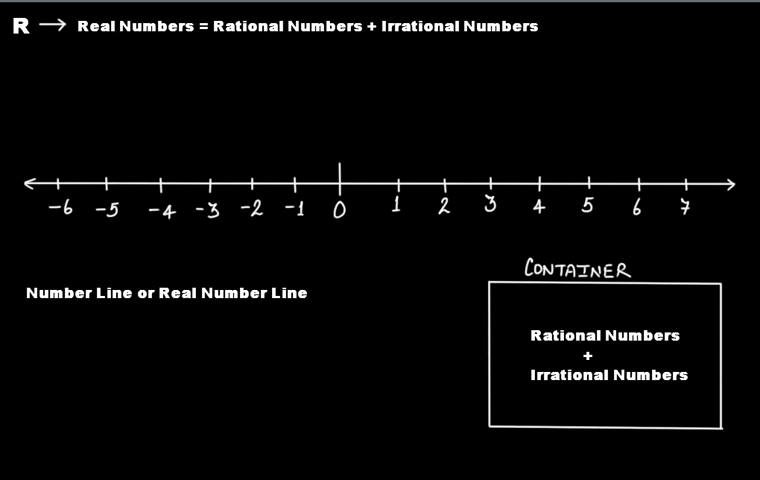 R → Real Numbers = Rational Numbers + Irrational Numbers
-6 -5 -4 -3 -2 -1 0 1 2 3 4 5 6 7
CONTAINER
Number Line or Real Number Line
Rational Numbers
+
Irrational Numbers